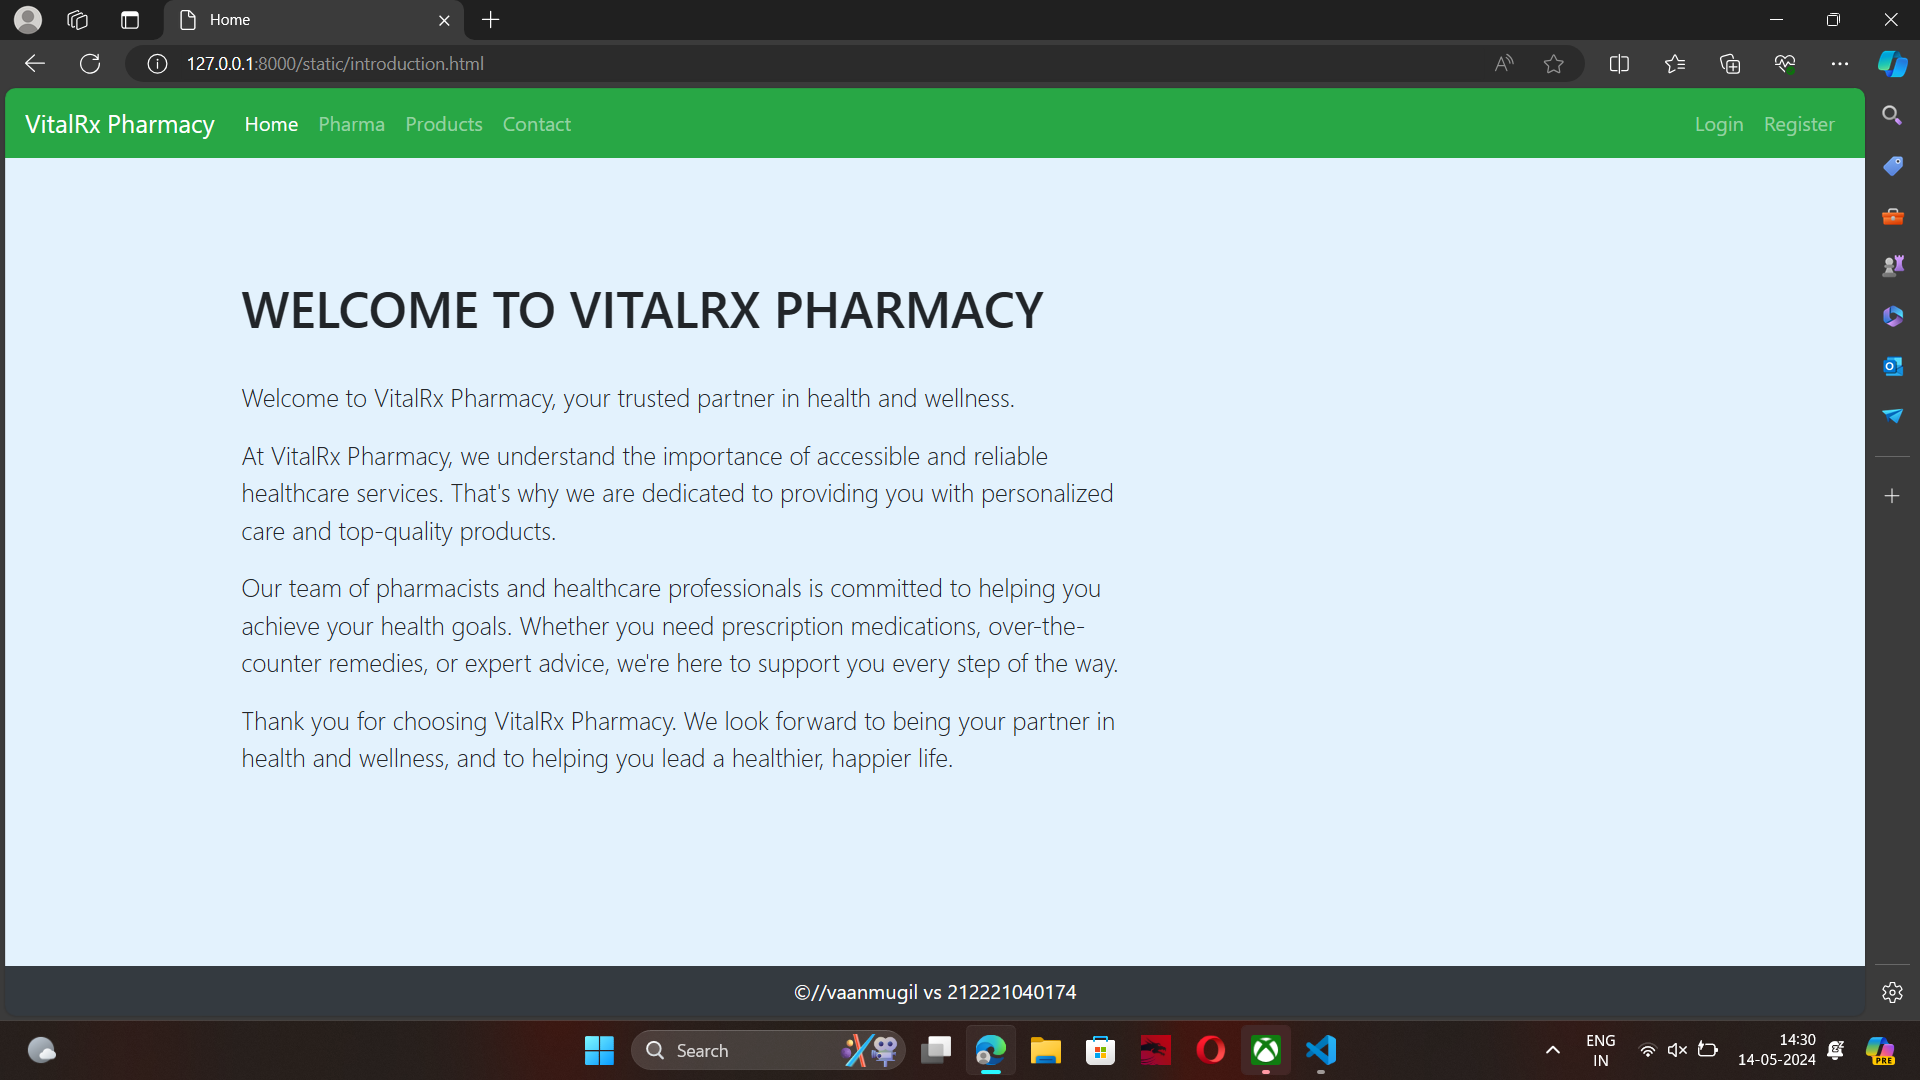 Home
127.0.0.1:8000/static/introduction.html
VitalRx Pharmacy Home Pharma Products Contact Login Register
WELCOME TO VITALRX PHARMACY
Welcome to VitalRx Pharmacy, your trusted partner in health and wellness.
At VitalRx Pharmacy, we understand the importance of accessible and reliable
healthcare services. That's why we are dedicated to providing you with personalized
care and top-quality products.
Our team of pharmacists and healthcare professionals is committed to helping you
achieve your health goals. Whether you need prescription medications, over-the-
counter remedies, or expert advice, we're here to support you every step of the way.
Thank you for choosing VitalRx Pharmacy. We look forward to being your partner in
health and wellness, and to helping you lead a healthier, happier life.
©//vaanmugil vs 212221040174
Search
ENG
IN
14:30
14-05-2024
PRE